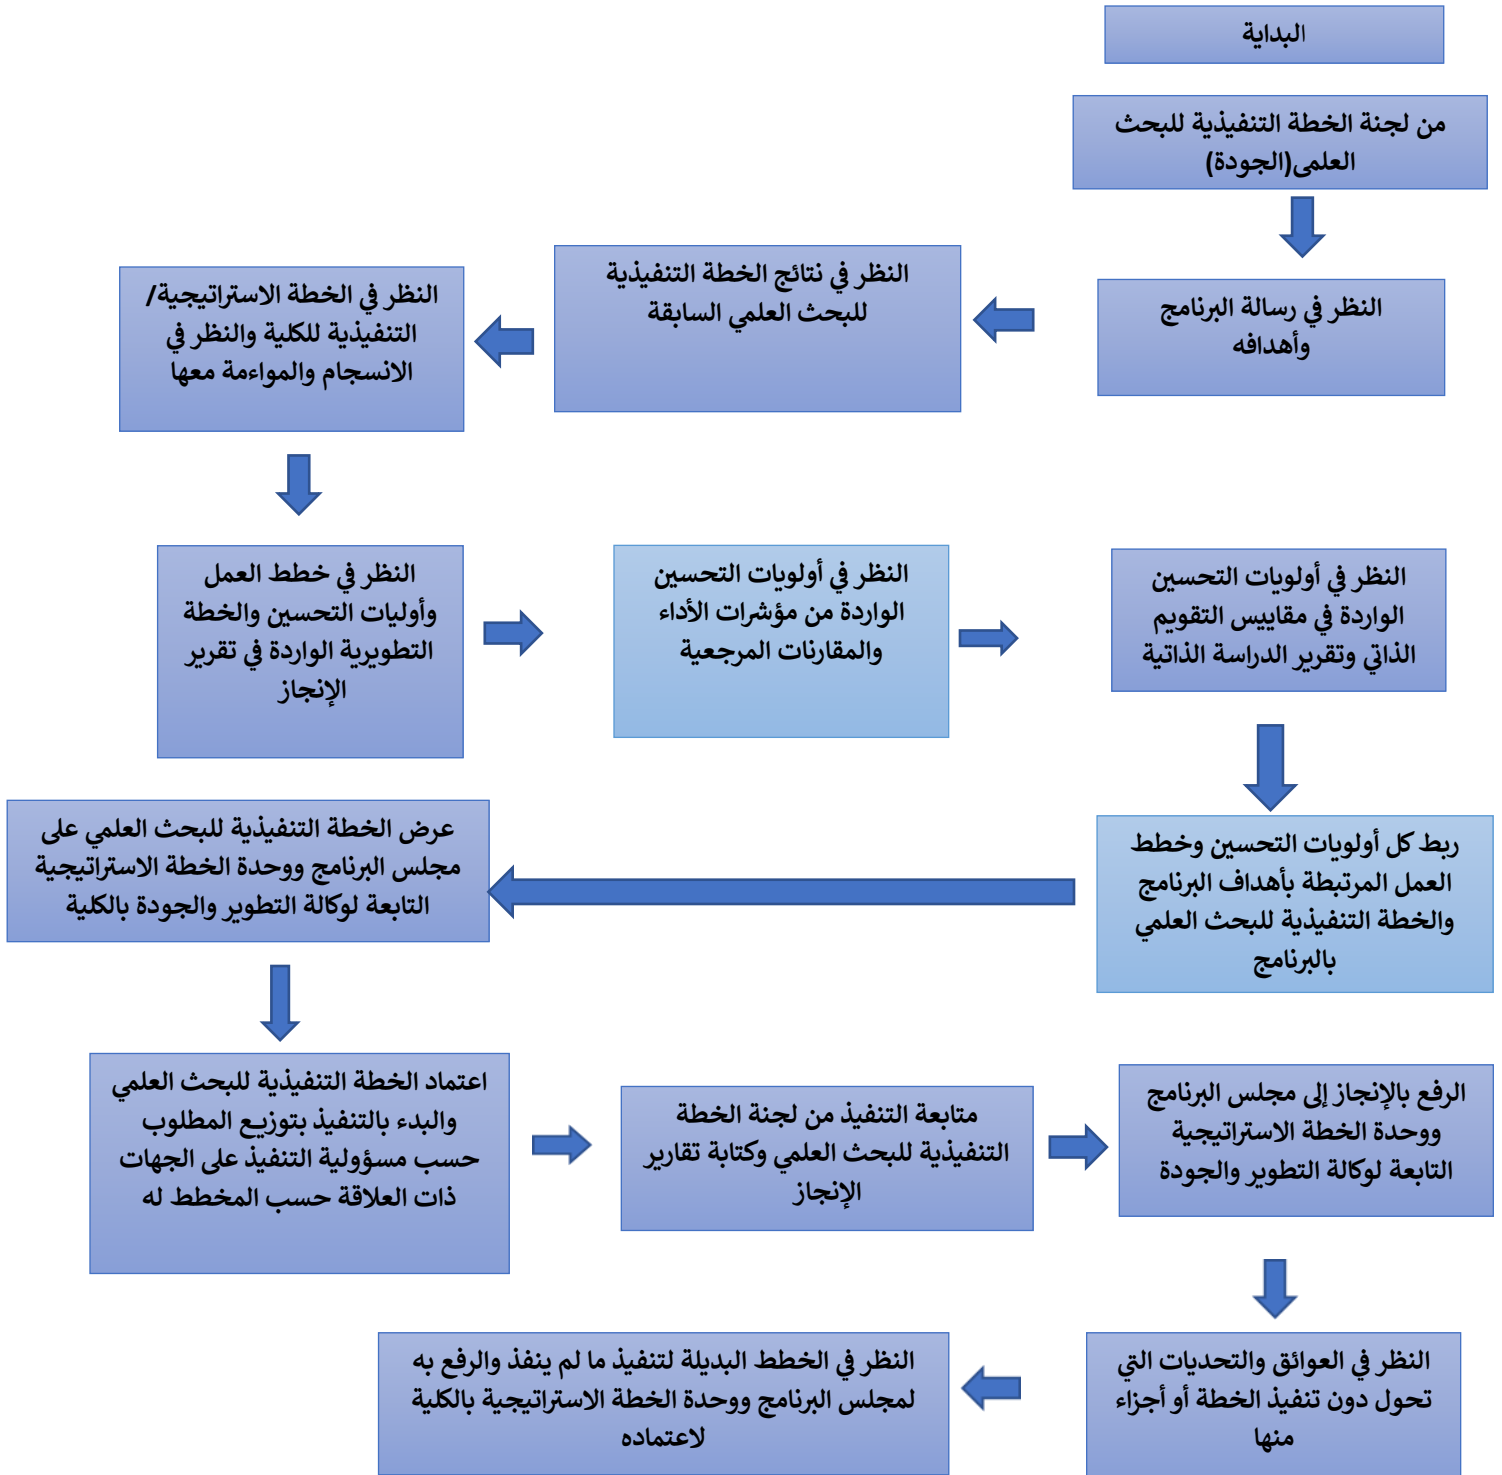 البداية
من لجنة الخطة التنفيذية للبحث
العلمى(الجودة)
النظر في رسالة البرنامج
وأهدافه
النظر في نتائج الخطة التنفيذية
للبحث العلمي السابقة
النظر في الخطة الاستراتيجية/
التنفيذية للكلية والنظر في
الانسجام والمواءمة معها
النظر في خطط العمل
وأوليات التحسين والخطة
التطويرية الواردة في تقرير
الإنجاز
النظر في أولويات التحسين
الواردة من مؤشرات الأداء
والمقارنات المرجعية
النظر في أولويات التحسين
الواردة في مقاييس التقويم
الذاتي وتقرير الدراسة الذاتية
ربط كل أولويات التحسين وخطط
العمل المرتبطة بأهداف البرنامج
والخطة التنفيذية للبحث العلمي
بالبرنامج
عرض الخطة التنفيذية للبحث العلمي على
مجلس البرنامج ووحدة الخطة الاستراتيجية
التابعة لوكالة التطوير والجودة بالكلية
اعتماد الخطة التنفيذية للبحث العلمي
والبدء بالتنفيذ بتوزيع المطلوب
حسب مسؤولية التنفيذ على الجهات
ذات العلاقة حسب المخطط له
متابعة التنفيذ من لجنة الخطة
التنفيذية للبحث العلمي وكتابة تقارير
الإنجاز
الرفع بالإنجاز إلى مجلس البرنامج
ووحدة الخطة الاستراتيجية
التابعة لوكالة التطوير والجودة
النظر في العوائق والتحديات التي
تحول دون تنفيذ الخطة أو أجزاء
منها
النظر في الخطط البديلة لتنفيذ ما لم ينفذ والرفع به
لمجلس البرنامج ووحدة الخطة الاستراتيجية بالكلية
لاعتماده